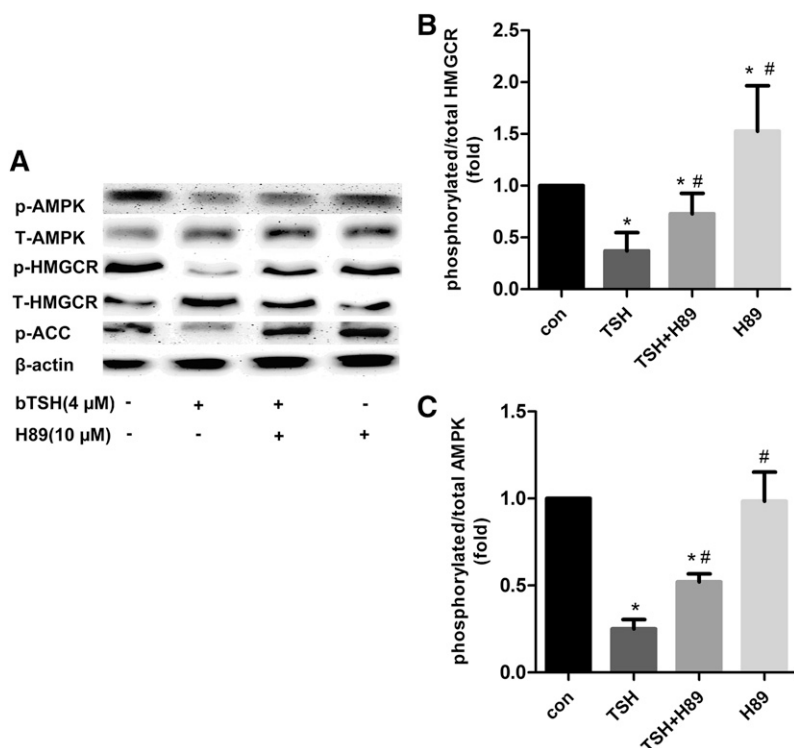 A
p-AMPK
T-AMPK
p-HMGCR
T-HMGCR
p-ACC
β-actin
bTSH(4 μM) - + + -
H89(10 μM) - - + +
B
phosphorylated/total HMGCR
(fold)
2.5
2.0
1.5
1.0
0.5
0.0
*
* #
* #
con
TSH
TSH+H89
H89
C
phosphorylated/total AMPK
(fold)
1.5
1.0
0.5
0.0
*
* #
#
con
TSH
TSH+H89
H89